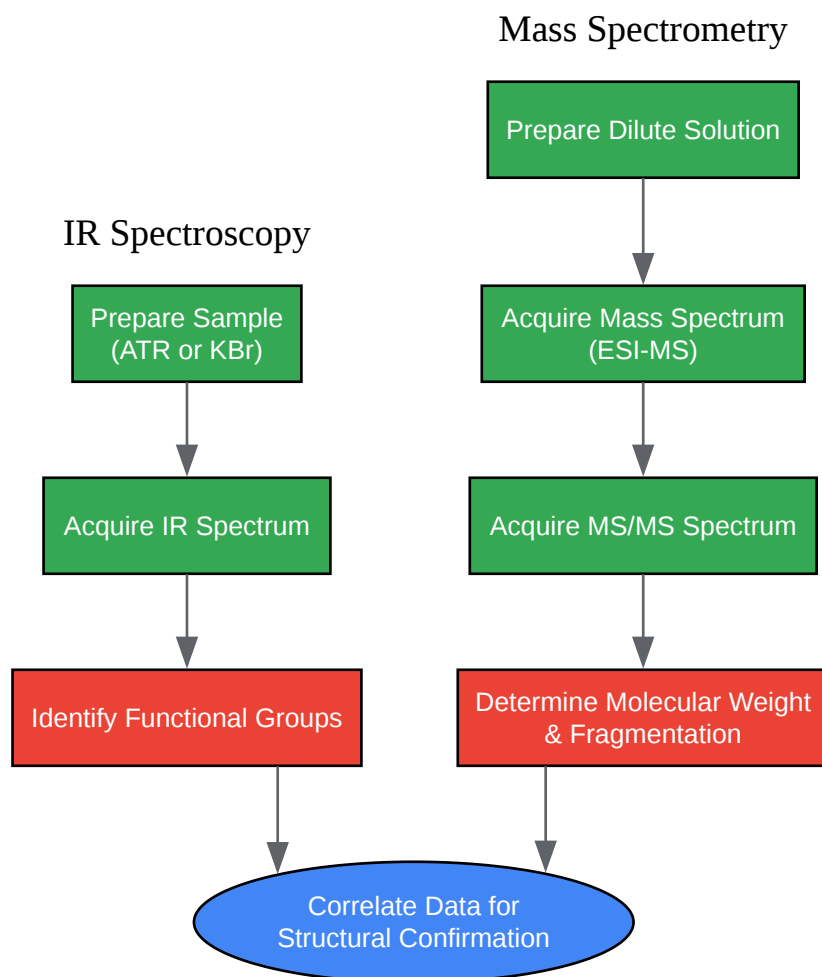 Mass Spectrometry
Prepare Dilute Solution
IR Spectroscopy
Prepare Sample
(ATR or KBr)
Acquire Mass Spectrum
(ESI-MS)
Acquire IR Spectrum
Acquire MS/MS Spectrum
Identify Functional Groups
Determine Molecular Weight
& Fragmentation
Correlate Data for
Structural Confirmation